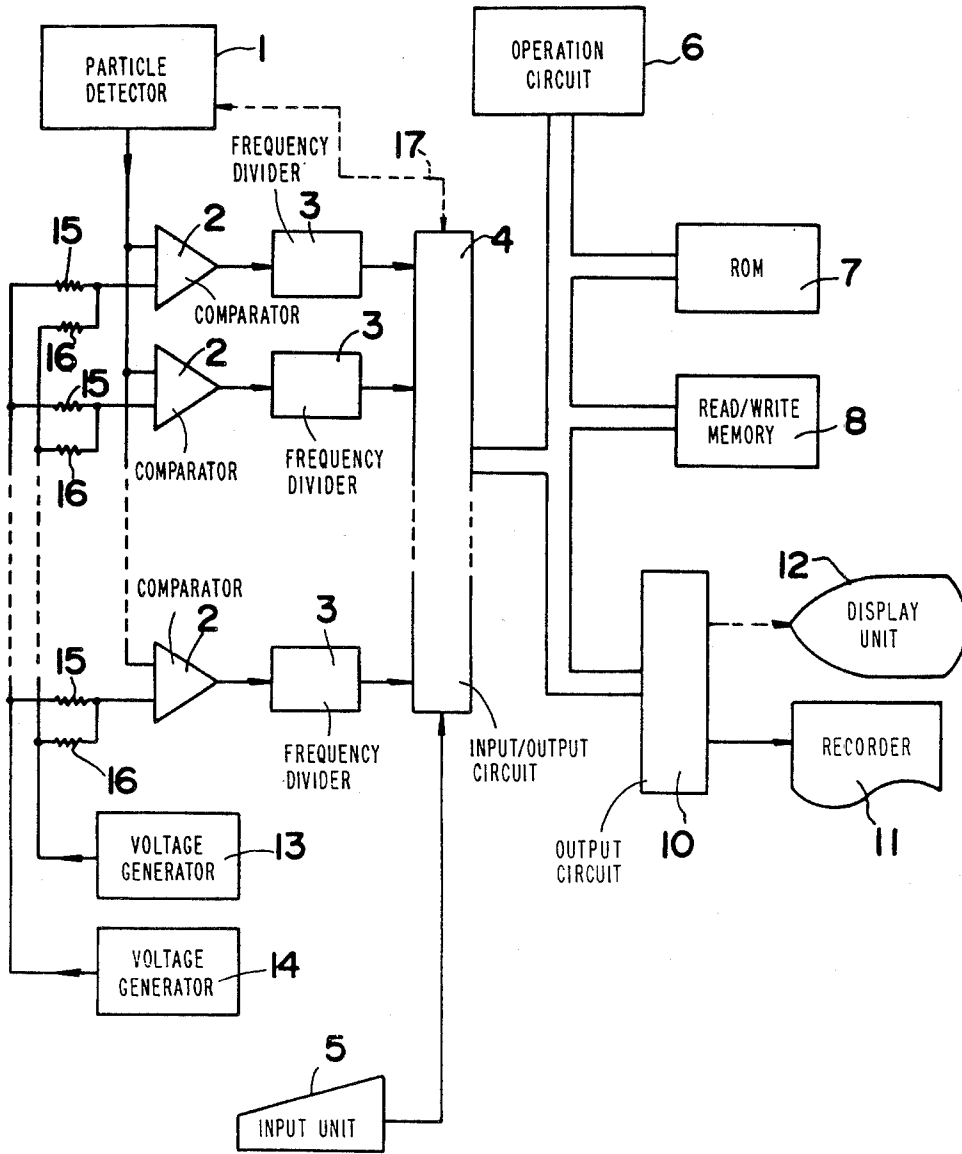 1
PARTICLE
DETECTOR
OPERATION
CIRCUIT
6
FREQUENCY
DIVIDER
17
2
3
4
15
COMPARATOR
ROM
7
16
3
2
15
READ/WRITE
MEMORY
8
16
COMPARATOR
FREQUENCY
DIVIDER
COMPARATOR
2
3
12
DISPLAY
UNIT
15
16
FREQUENCY
DIVIDER
INPUT/OUTPUT
CIRCUIT
RECORDER
11
VOLTAGE
GENERATOR
13
OUTPUT
CIRCUIT
10
VOLTAGE
GENERATOR
14
5
INPUT UNIT